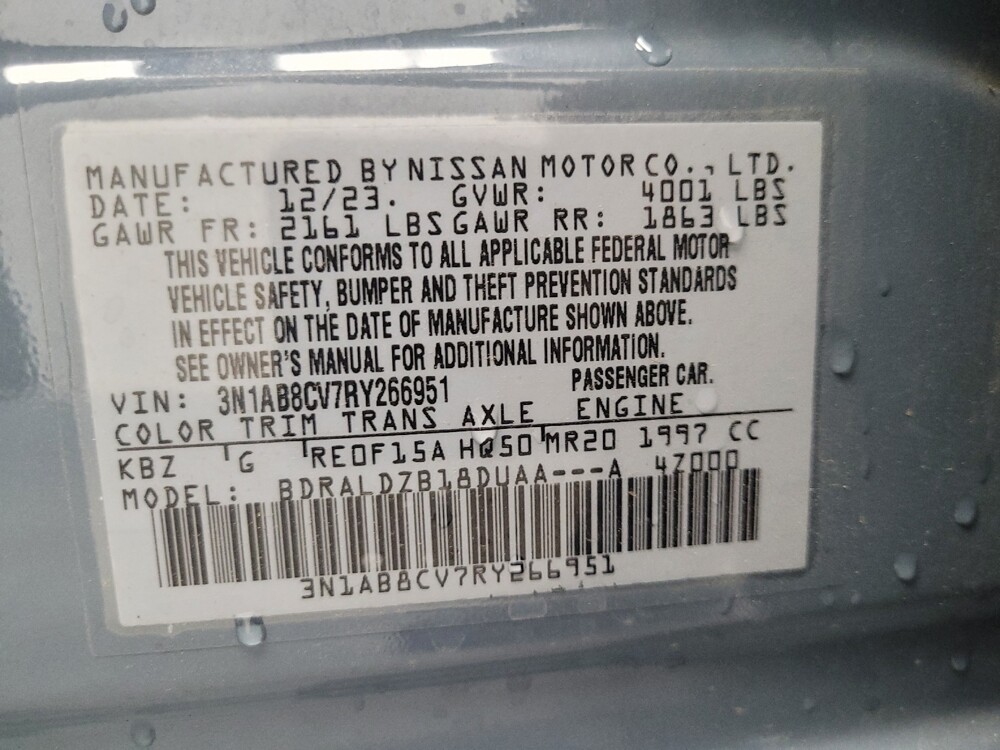 MANUFACTURED BY NISSAN MOTOR CO., LTD.
DATE: 12/23. GVWR: 4001 LBS
GAWR FR: 2161 LBS GAWR RR: 1863 LBS
THIS VEHICLE CONFORMS TO ALL APPLICABLE FEDERAL MOTOR
VEHICLE SAFETY, BUMPER AND THEFT PREVENTION STANDARDS
IN EFFECT ON THE DATE OF MANUFACTURE SHOWN ABOVE.
SEE OWNER'S MANUAL FOR ADDITIONAL INFORMATION.
VIN: 3N1AB8CV7RY266951 PASSENGER CAR.
COLOR TRIM TRANS AXLE ENGINE
KBZ G RE0F15A HQ50 MR20 1997 CC
MODEL: BDRALDZB18DUAA---A 4Z000
3N1AB8CV7RY266951